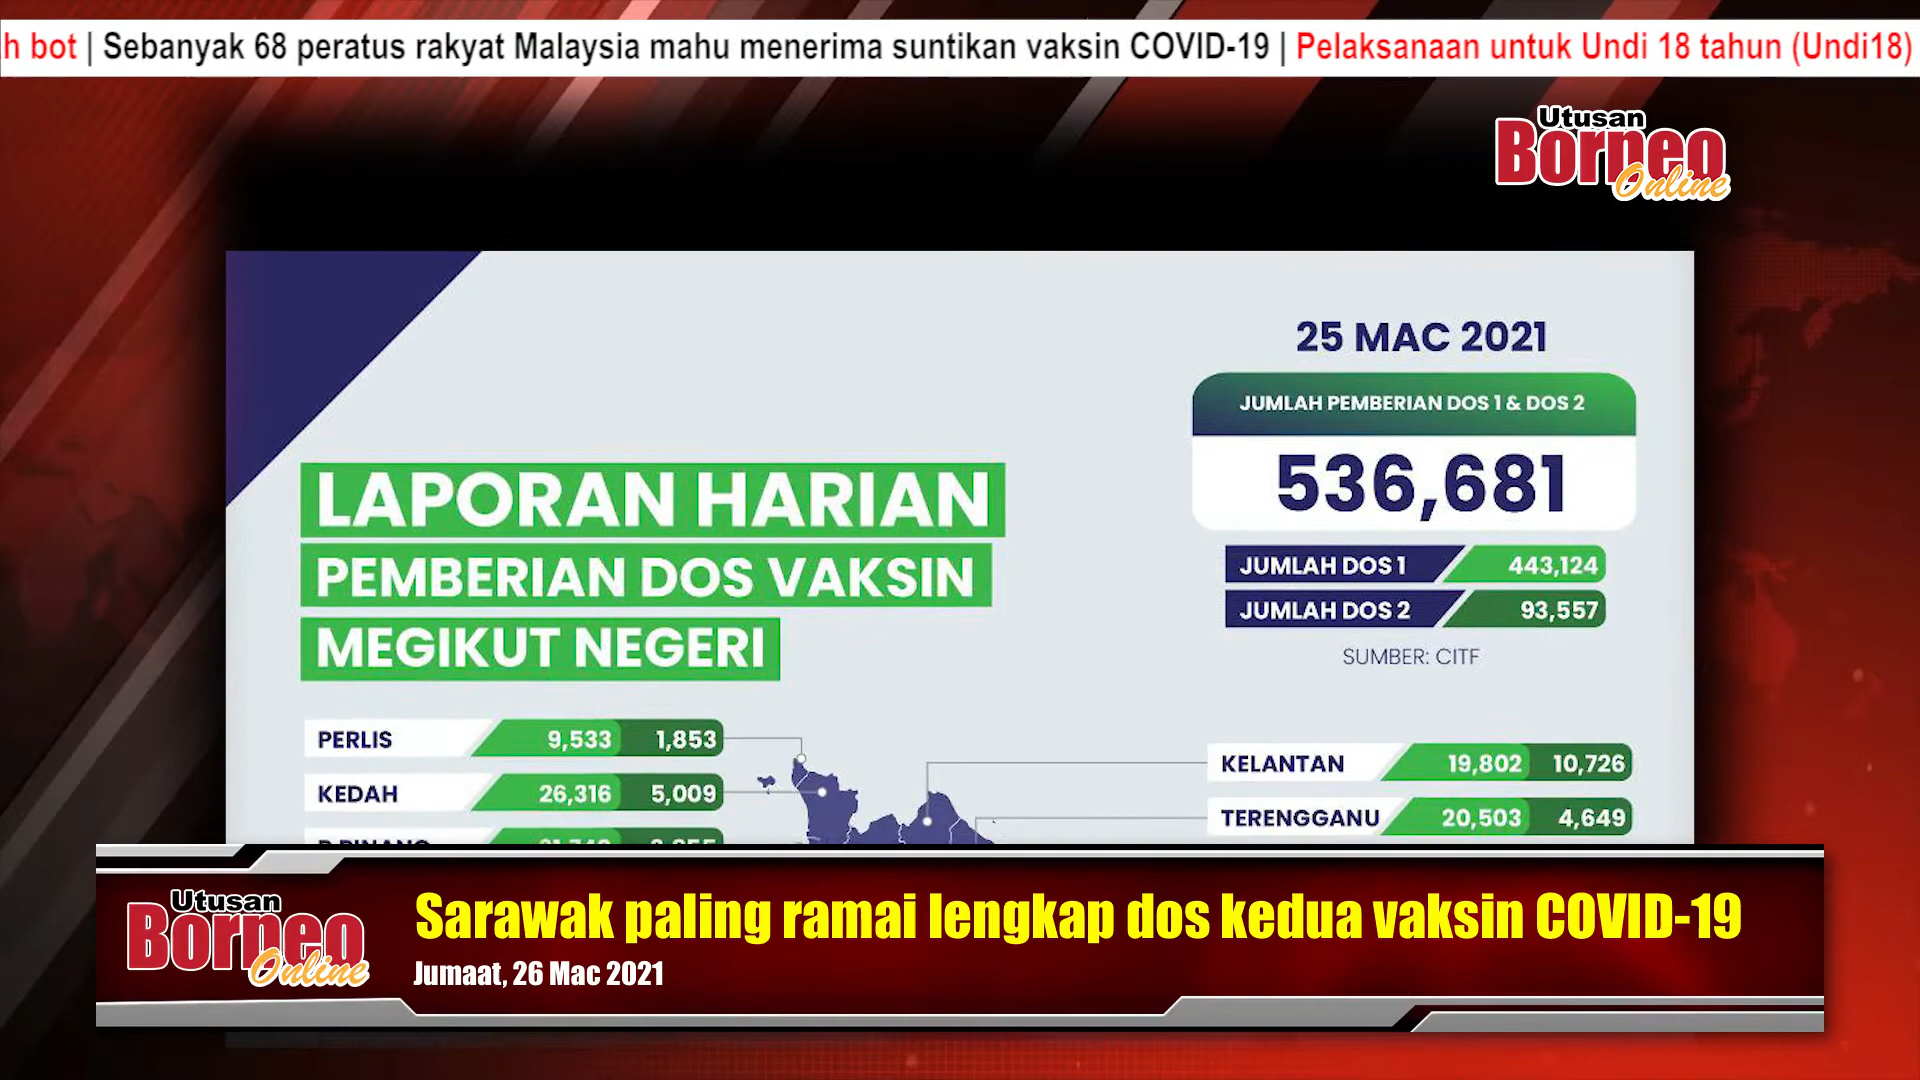 h bot | Sebanyak 68 peratus rakyat Malaysia mahu menerima suntikan vaksin COVID-19 | Pelaksanaan untuk Undi 18 tahun (Undi18)
Utusan
Borneo
Online
25 MAC 2021
JUMLAH PEMBERIAN DOS 1 & DOS 2
536,681
JUMLAH DOS 1 443,124
JUMLAH DOS 2 93,557
SUMBER: CITF
LAPORAN HARIAN
PEMBERIAN DOS VAKSIN
MEGIKUT NEGERI
PERLIS 9,533 1,853
KEDAH 26,316 5,009
P.PINANG
KELANTAN 19,802 10,726
TERENGGANU 20,503 4,649
Utusan
Borneo
Online
Sarawak paling ramai lengkap dos kedua vaksin COVID-19
Jumaat, 26 Mac 2021